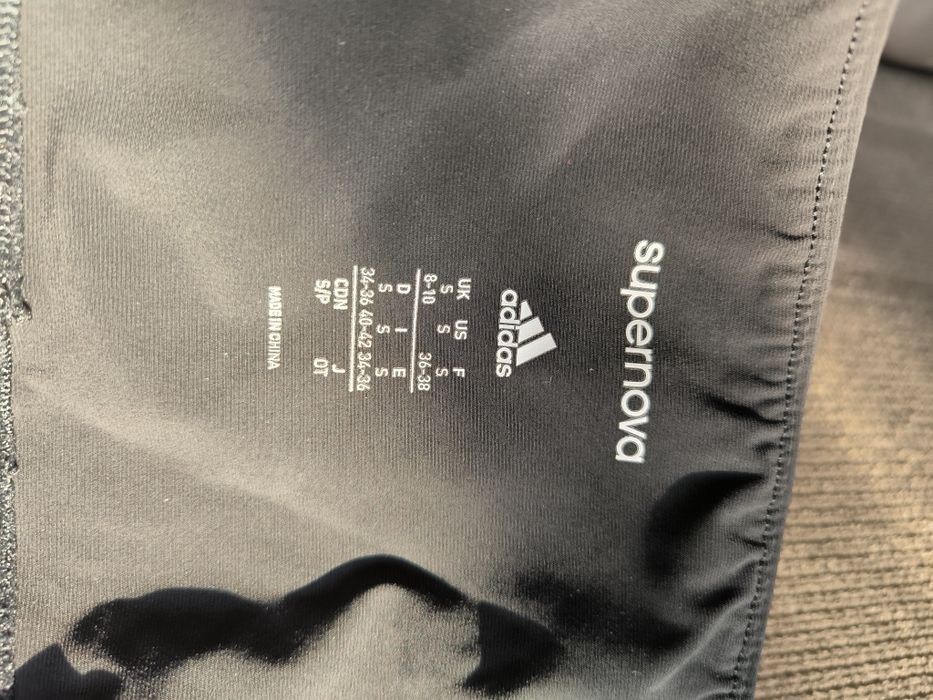 supernova
adidas
UK US F
S S S
8-10 36-38
D I E
S S S
34-36 40-42 34-36
CDN J
S/P OT
MADE IN CHINA